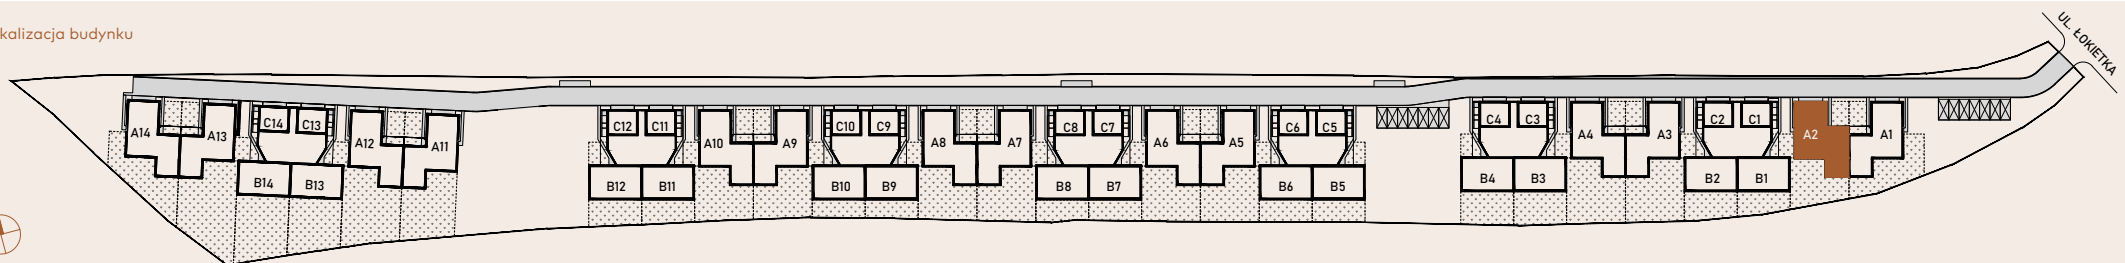 kalizacja budynku
UL. ŁOKIETKA
A14 A13 C14 C13 A12 A11 C12 C11 A10 A9 C10 C9 A8 A7 C8 C7 A6 A5 C6 C5 C4 C3 A4 A3 C2 C1 A2 A1
B14 B13 B12 B11 B10 B9 B8 B7 B6 B5 B4 B3 B2 B1